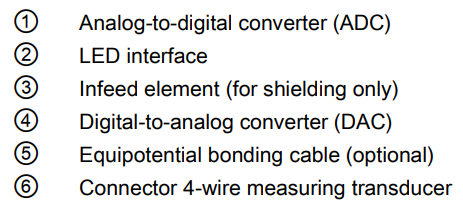 ① Analog-to-digital converter (ADC)
② LED interface
③ Infeed element (for shielding only)
④ Digital-to-analog converter (DAC)
⑤ Equipotential bonding cable (optional)
⑥ Connector 4-wire measuring transducer